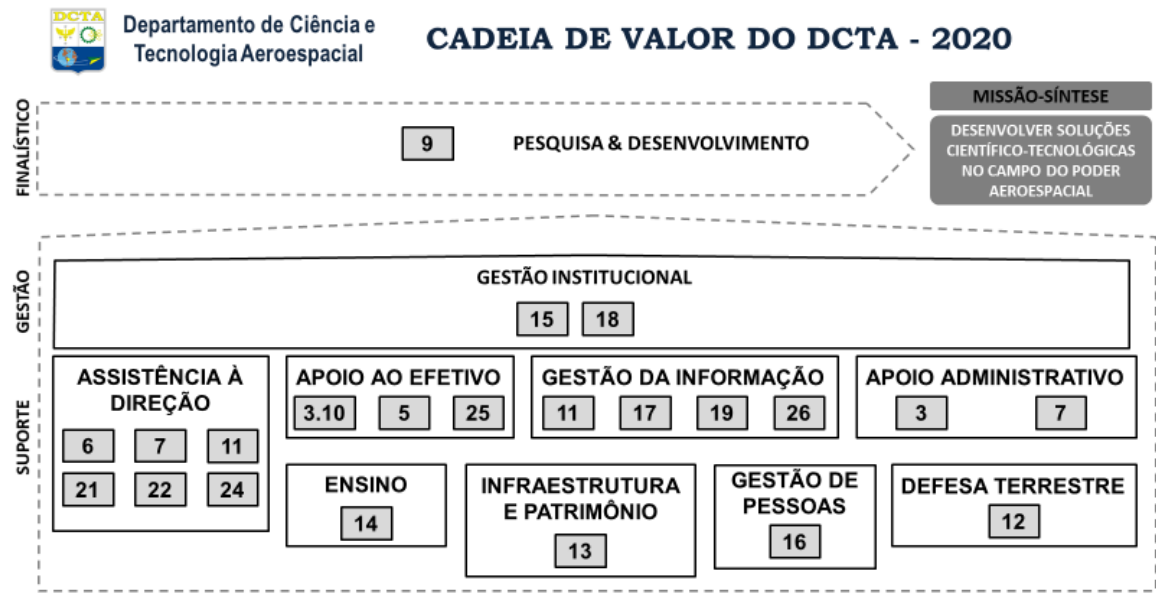 DCTA
Departamento de Ciência e
Tecnologia Aeroespacial
CADEIA DE VALOR DO DCTA - 2020
FINALÍSTICO
9
PESQUISA & DESENVOLVIMENTO
MISSÃO-SÍNTESE
DESENVOLVER SOLUÇÕES
CIENTÍFICO-TECNOLÓGICAS
NO CAMPO DO PODER
AEROESPACIAL
GESTÃO
GESTÃO INSTITUCIONAL
15 18
SUPORTE
ASSISTÊNCIA À
DIREÇÃO
6 7 11
21 22 24
APOIO AO EFETIVO
3.10 5 25
GESTÃO DA INFORMAÇÃO
11 17 19 26
APOIO ADMINISTRATIVO
3 7
ENSINO
14
INFRAESTRUTURA
E PATRIMÔNIO
13
GESTÃO DE
PESSOAS
16
DEFESA TERRESTRE
12